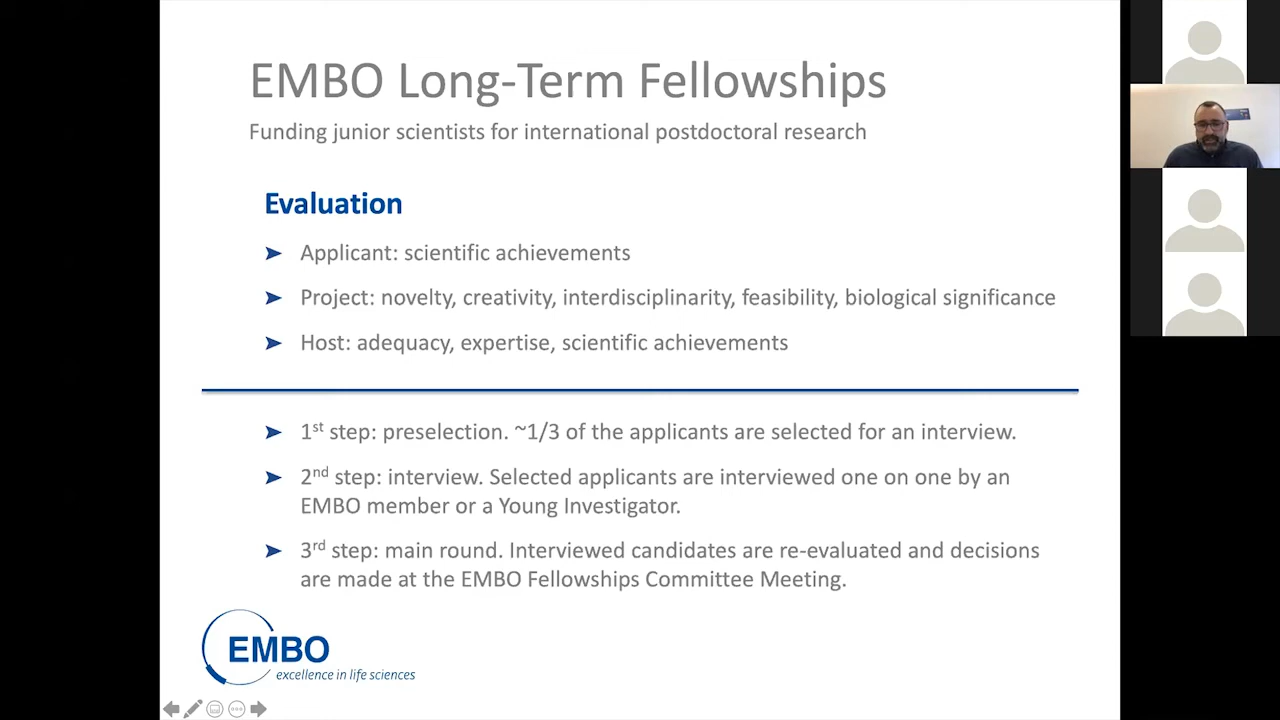 EMBO Long-Term Fellowships
Funding junior scientists for international postdoctoral research
Evaluation
➤ Applicant: scientific achievements
➤ Project: novelty, creativity, interdisciplinarity, feasibility, biological significance
➤ Host: adequacy, expertise, scientific achievements
➤ 1st step: preselection. ~1/3 of the applicants are selected for an interview.
➤ 2nd step: interview. Selected applicants are interviewed one on one by an
EMBO member or a Young Investigator.
➤ 3rd step: main round. Interviewed candidates are re-evaluated and decisions
are made at the EMBO Fellowships Committee Meeting.
EMBO
excellence in life sciences